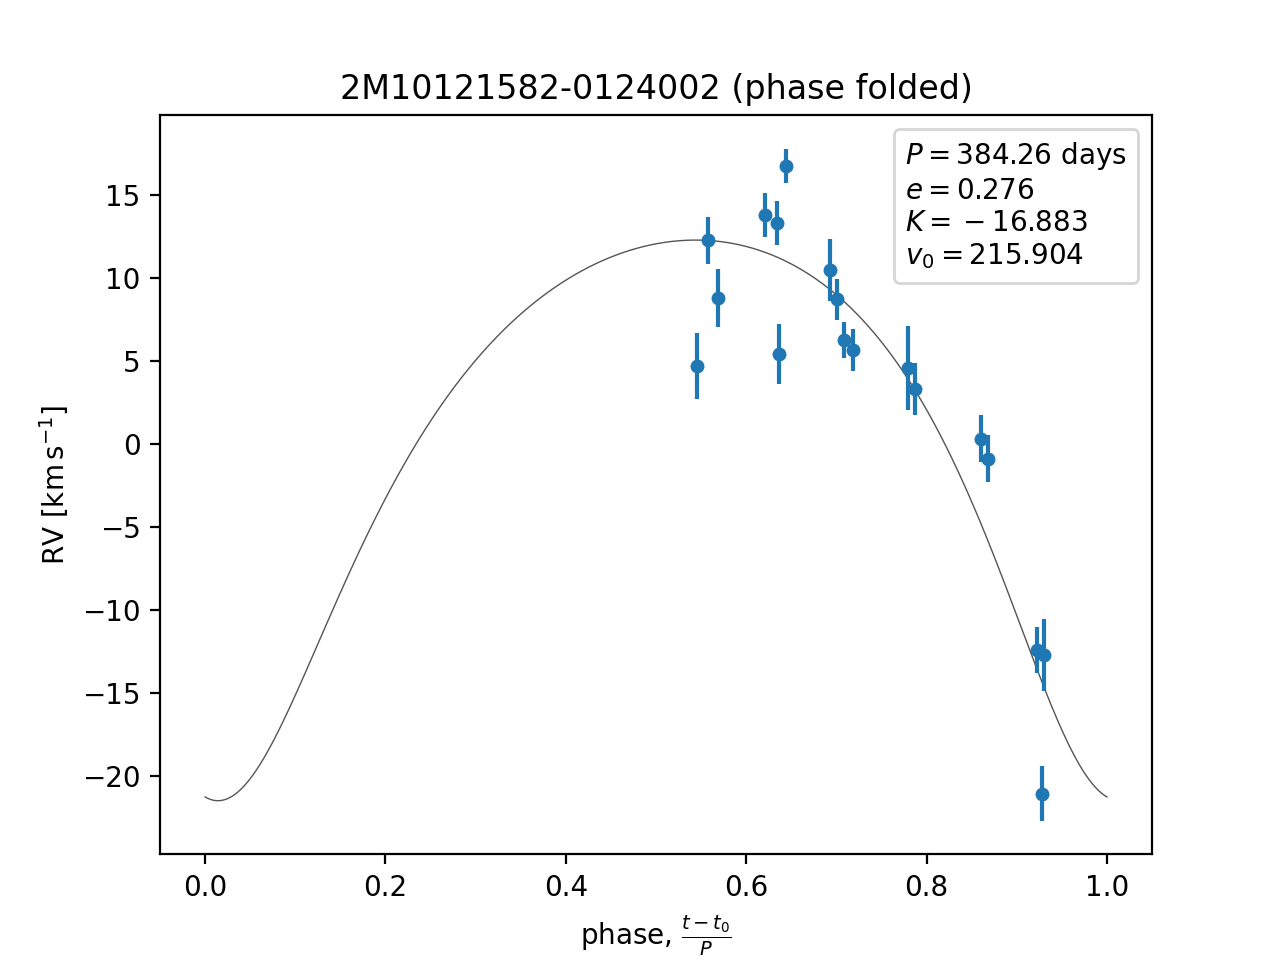 2M10121582-0124002 (phase folded)
P = 384.26 days
e = 0.276
K = −16.883
v₀ = 215.904
15
10
5
0
−5
−10
−15
−20
RV [km s⁻¹]
0.0 0.2 0.4 0.6 0.8 1.0
phase, (t − t₀)/P